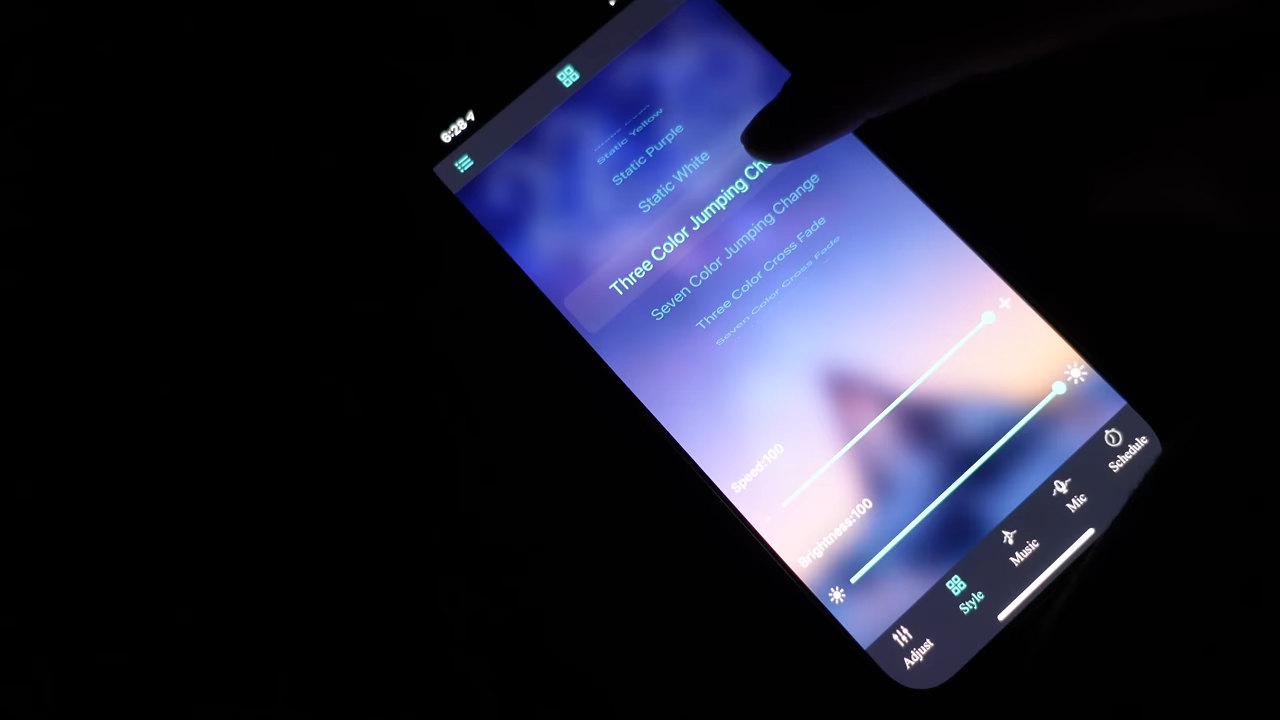 6:28
Static Yellow
Static Purple
Static White
Three Color Jumping Ch
Seven Color Jumping Change
Three Color Cross Fade
Seven Color Cross Fade
Speed:100
Brightness:100
Adjust
Style
Music
Mic
Schedule